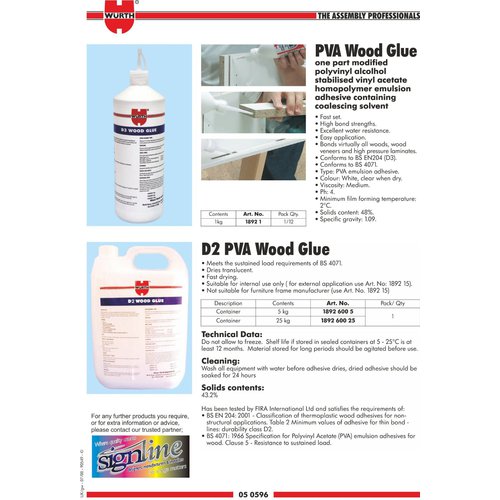 WÜRTH
THE ASSEMBLY PROFESSIONALS
PVA Wood Glue
one part modified
polyvinyl alcolhol
stabilised vinyl acetate
homopolymer emulsion
adhesive containing
coalescing solvent
• Fast set.
• High bond strengths.
• Excellent water resistance.
• Easy application.
• Bonds virtually all woods, wood
veneers and high pressure laminates.
• Conforms to BS EN204 (D3).
• Conforms to BS 4071.
• Type: PVA emulsion adhesive.
• Colour: White, clear when dry.
• Viscosity: Medium.
• Ph: 4.
• Minimum film forming temperature:
2°C.
• Solids content: 48%.
• Specific gravity: 1.09.
WÜRTH
D3 WOOD GLUE
Contents Art. No. Pack Qty.
1kg 1892 1 1/12
D2 PVA Wood Glue
• Meets the sustained load requirements of BS 4071.
• Dries translucent.
• Fast drying.
• Suitable for internal use only ( for external application use Art. No: 1892 15).
• Not suitable for furniture frame manufacturer (use Art. No. 1892 15)
WÜRTH
D2 WOOD GLUE
Description Contents Art. No. Pack/ Qty
Container 5 kg 1892 600 5 1
Container 25 kg 1892 600 25
Technical Data:
Do not allow to freeze. Shelf life if stored in sealed containers at 5 - 25°C is at
least 12 months. Material stored for long periods should be agitated before use.
Cleaning:
Wash all equipment with water before adhesive dries, dried adhesive should be
soaked for 24 hours
Solids contents:
43.2%
Has been tested by FIRA International Ltd and satisfies the requirements of:
• BS EN 204: 2001 - Classification of thermoplastic wood adhesives for non-
structural applications. Table 2 Minimum values of adhesive for thin bond -
lines: durability class D2.
• BS 4071: 1966 Specification for Polyvinyl Acetate (PVA) emulsion adhesives for
wood. Clause 5 - Resistance to sustained load.
For any further products you require,
or for extra information or advice,
please contact our trusted partner;
Where quality
signline
matters
05 0596